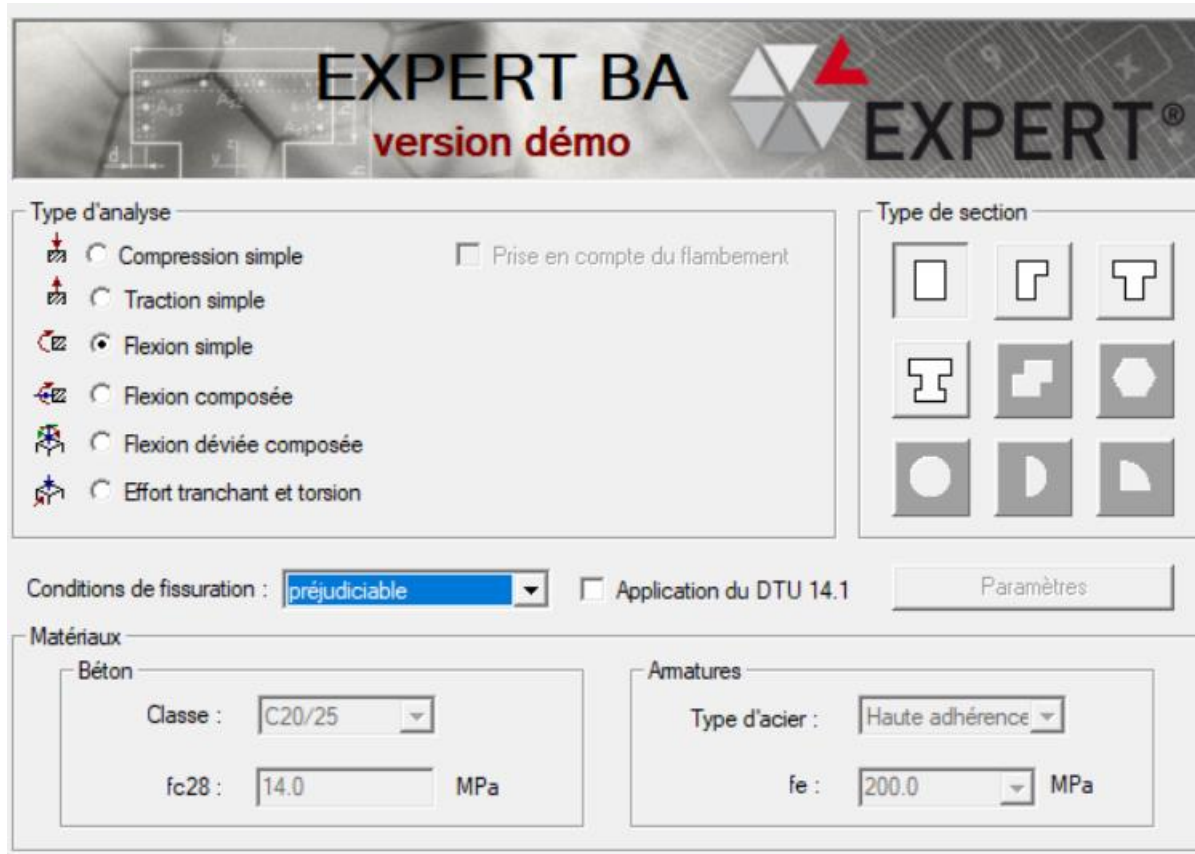 EXPERT BA
version démo
EXPERT®
Type d'analyse
Compression simple
Prise en compte du flambement
Traction simple
Flexion simple
Flexion composée
Flexion déviée composée
Effort tranchant et torsion
Type de section
Conditions de fissuration :
préjudiciable
Application du DTU 14.1
Paramètres
Matériaux
Béton
Classe :
C20/25
fc28 :
14.0
MPa
Armatures
Type d'acier :
Haute adhérence
fe :
200.0
MPa